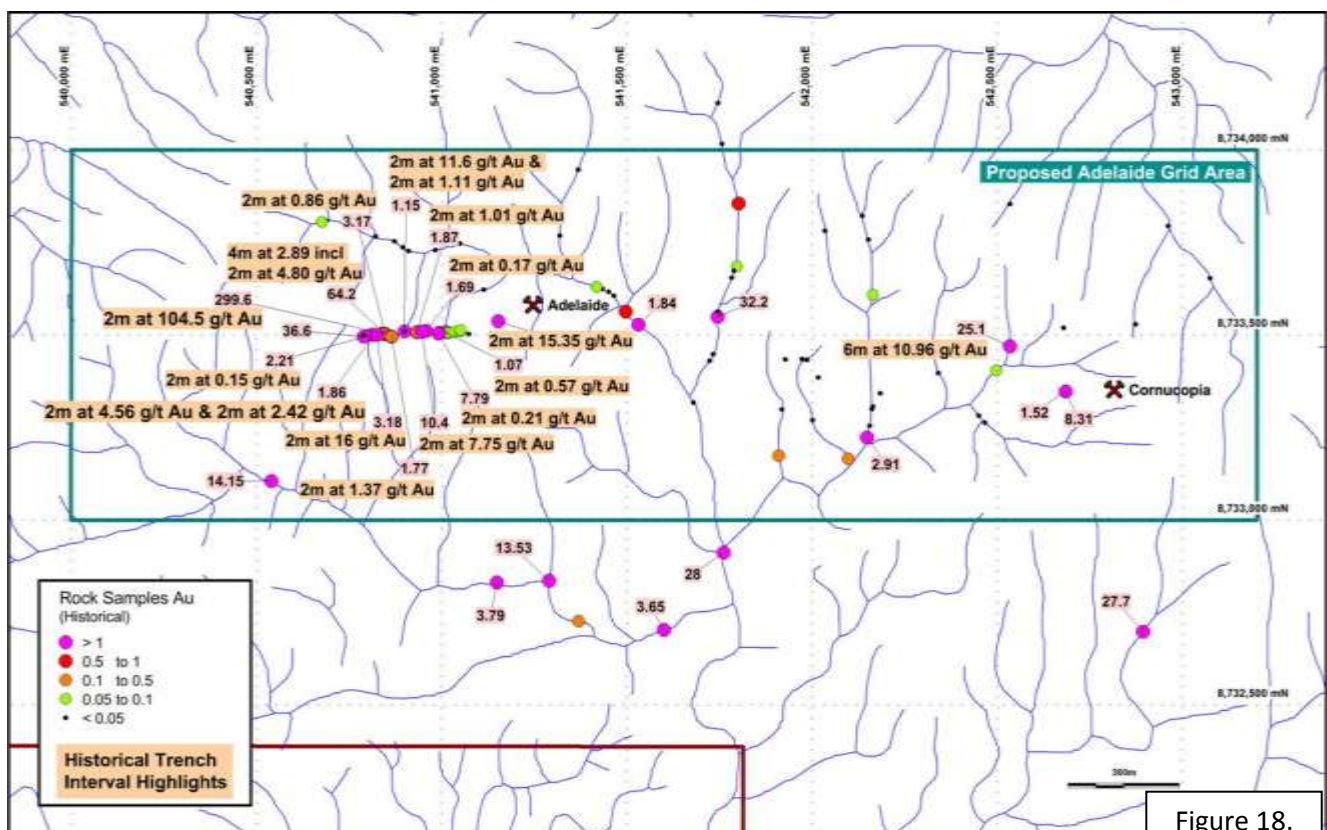 540,000 mE
540,500 mE
541,000 mE
541,500 mE
542,000 mE
542,500 mE
543,000 mE
8,734,000 mN
Proposed Adelaide Grid Area
2m at 11.6 g/t Au &
2m at 1.11 g/t Au
2m at 0.86 g/t Au
1.15
3.17
2m at 1.01 g/t Au
1.87
4m at 2.89 incl
2m at 4.80 g/t Au
2m at 0.17 g/t Au
64.2
1.69
299.6
Adelaide
1.84
32.2
2m at 104.5 g/t Au
36.6
8,733,500 mN
25.1
2m at 15.35 g/t Au
6m at 10.96 g/t Au
2.21
1.07
2m at 0.15 g/t Au
2m at 0.57 g/t Au
1.86
7.79
Cornucopia
2m at 4.56 g/t Au & 2m at 2.42 g/t Au
1.52
8.31
3.18
10.4
2m at 0.21 g/t Au
2m at 16 g/t Au
2m at 7.75 g/t Au
2.91
1.77
14.15
2m at 1.37 g/t Au
8,733,000 mN
13.53
28
3.79
3.65
27.7
Rock Samples Au
(Historical)
> 1
0.5 to 1
0.1 to 0.5
0.05 to 0.1
< 0.05
8,732,500 mN
Historical Trench
Interval Highlights
300m
Figure 18.